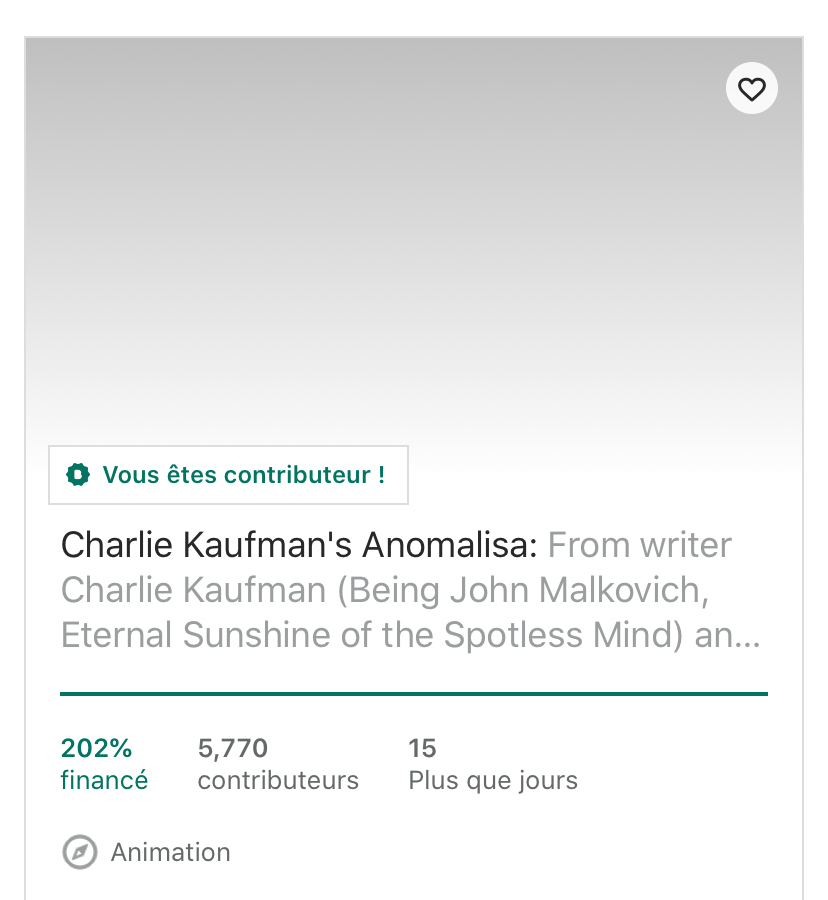 Vous êtes contributeur !
Charlie Kaufman's Anomalisa: From writer
Charlie Kaufman (Being John Malkovich,
Eternal Sunshine of the Spotless Mind) an...
202% 5,770 15
financé contributeurs Plus que jours
Animation